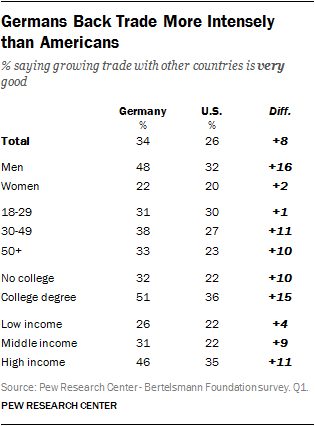 Germans Back Trade More Intensely
than Americans
% saying growing trade with other countries is very
good
Germany U.S. Diff.
% %
Total 34 26 +8
Men 48 32 +16
Women 22 20 +2
18-29 31 30 +1
30-49 38 27 +11
50+ 33 23 +10
No college 32 22 +10
College degree 51 36 +15
Low income 26 22 +4
Middle income 31 22 +9
High income 46 35 +11
Source: Pew Research Center- Bertelsmann Foundation survey. Q1.
PEW RESEARCH CENTER